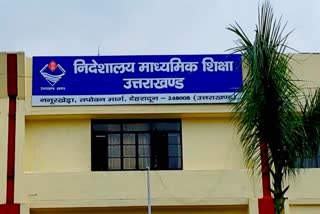 निदेशालय माध्यमिक शिक्षा
उत्तराखण्ड
ननूरखेड़ा, तपोवन मार्ग, देहरादून - 248008 (उत्तराखण्ड)